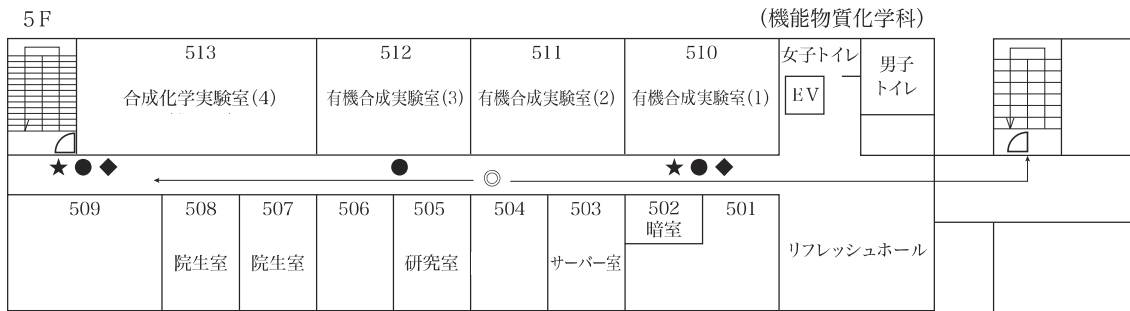 5F
(機能物質化学科)
513
合成化学実験室(4)
512
有機合成実験室(3)
511
有機合成実験室(2)
510
有機合成実験室(1)
女子トイレ
EV
男子
トイレ
509
508
院生室
507
院生室
506
505
研究室
504
503
サーバー室
502
暗室
501
リフレッシュホール